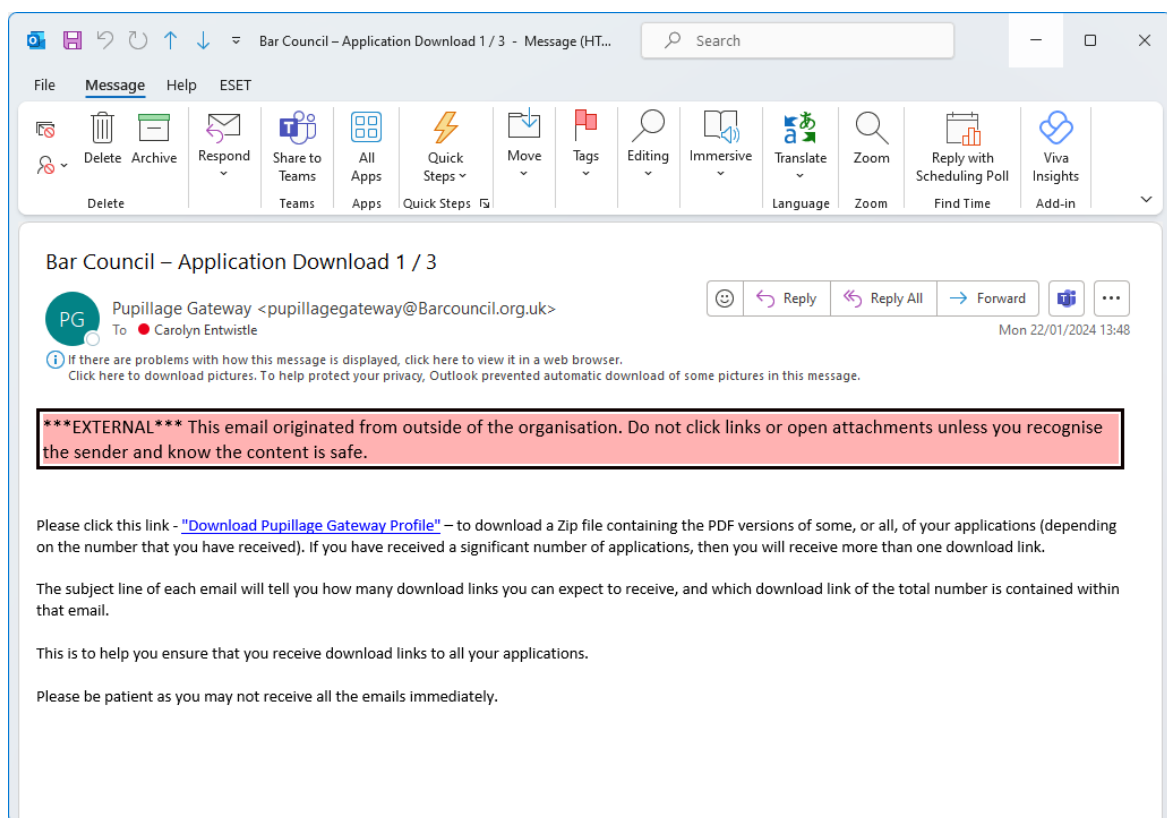 Bar Council – Application Download 1 / 3 - Message (HT...
Search
File Message Help ESET
Delete Archive Respond Share to Teams All Apps Quick Steps Move Tags Editing Immersive Translate Zoom Reply with Scheduling Poll Viva Insights
Delete Teams Apps Quick Steps Language Zoom Find Time Add-in
Bar Council – Application Download 1 / 3
PG
Pupillage Gateway <pupillagegateway@Barcouncil.org.uk>
To Carolyn Entwistle
Reply Reply All Forward
Mon 22/01/2024 13:48
If there are problems with how this message is displayed, click here to view it in a web browser.
Click here to download pictures. To help protect your privacy, Outlook prevented automatic download of some pictures in this message.
***EXTERNAL*** This email originated from outside of the organisation. Do not click links or open attachments unless you recognise
the sender and know the content is safe.
Please click this link - "Download Pupillage Gateway Profile" – to download a Zip file containing the PDF versions of some, or all, of your applications (depending
on the number that you have received). If you have received a significant number of applications, then you will receive more than one download link.
The subject line of each email will tell you how many download links you can expect to receive, and which download link of the total number is contained within
that email.
This is to help you ensure that you receive download links to all your applications.
Please be patient as you may not receive all the emails immediately.